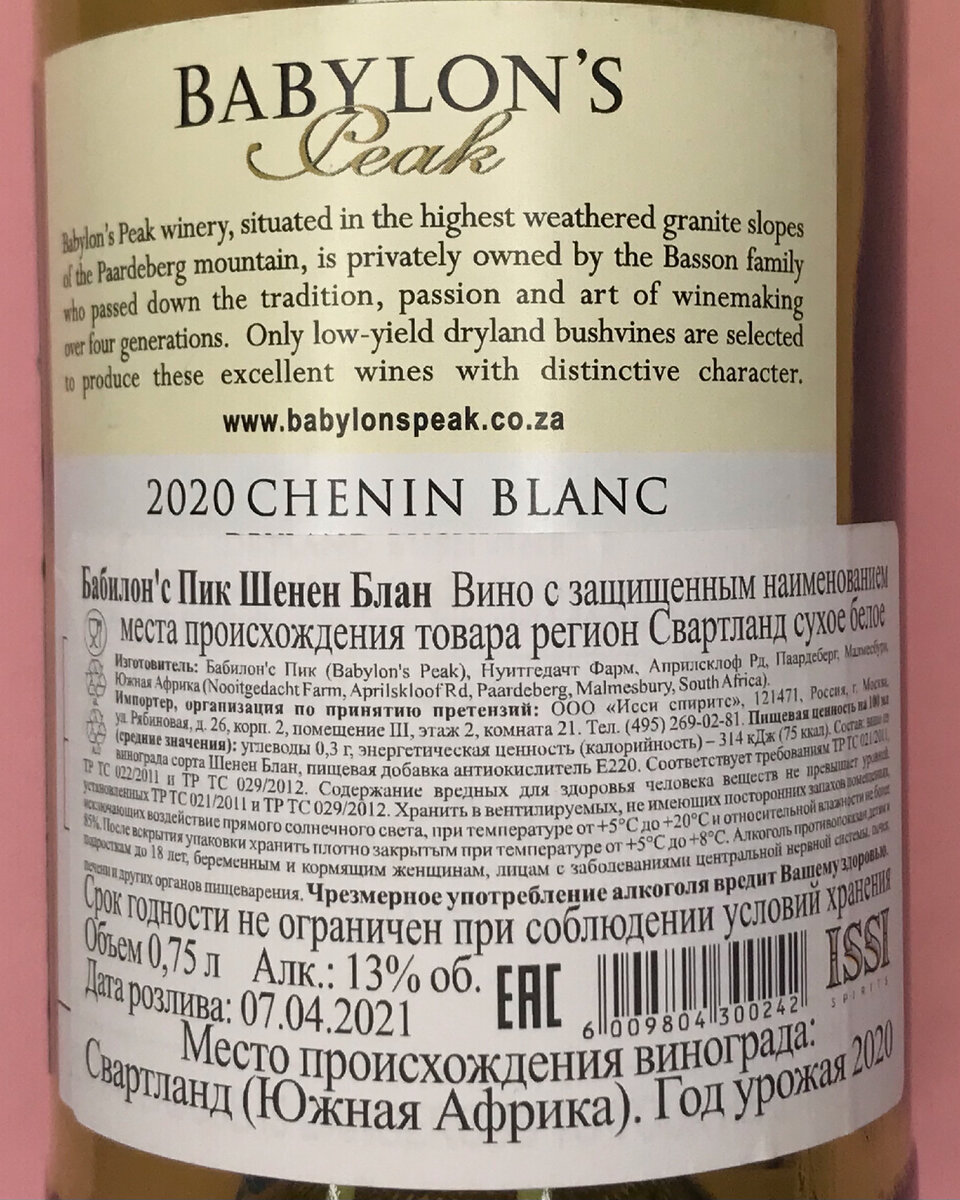 BABYLON'S
Peak
Babylon's Peak winery, situated in the highest weathered granite slopes
of the Paardeberg mountain, is privately owned by the Basson family
who passed down the tradition, passion and art of winemaking
over four generations. Only low-yield dryland bushvines are selected
to produce these excellent wines with distinctive character.
www.babylonspeak.co.za
2020 CHENIN BLANC
Бабилон'с Пик Шенен Блан Вино с защищенным наименованием
места происхождения товара регион Свартланд сухое белое
Изготовитель: Бабилон'с Пик (Babylon's Peak), Нуитгедачт Фарм, Априлсклоф Рд, Паардеберг, Малмесбури,
Южная Африка (Nooitgedacht Farm, Aprilskloof Rd, Paardeberg, Malmesbury, South Africa).
Импортер, организация по принятию претензий: ООО «Исси спиритс», 121471, Россия, г. Москва,
ул. Рябиновая, д. 26, корп. 2, помещение III, этаж 2, комната 21. Тел. (495) 269-02-81. Пищевая ценность на 100 мл
(средние значения): углеводы 0,3 г, энергетическая ценность (калорийность) – 314 кДж (75 ккал). Состав: вино из
винограда сорта Шенен Блан, пищевая добавка антиокислитель Е220. Соответствует требованиям ТР ТС 021/2011,
ТР ТС 022/2011 и ТР ТС 029/2012. Содержание вредных для здоровья человека веществ не превышает уровней,
установленных ТР ТС 021/2011 и ТР ТС 029/2012. Хранить в вентилируемых, не имеющих посторонних запахов помещениях,
исключающих воздействие прямого солнечного света, при температуре от +5°C до +20°C и относительной влажности не более
85%. После вскрытия упаковки хранить плотно закрытым при температуре от +5°C до +8°C. Алкоголь противопоказан детям и
подросткам до 18 лет, беременным и кормящим женщинам, лицам с заболеваниями центральной нервной системы, почек,
печени и других органов пищеварения. Чрезмерное употребление алкоголя вредит Вашему здоровью.
Срок годности не ограничен при соблюдении условий хранения
Объем 0,75 л Алк.: 13% об.
Дата розлива: 07.04.2021
EAC
6 009804 300242
ISSI
SPIRITS
Место происхождения винограда:
Свартланд (Южная Африка). Год урожая 2020